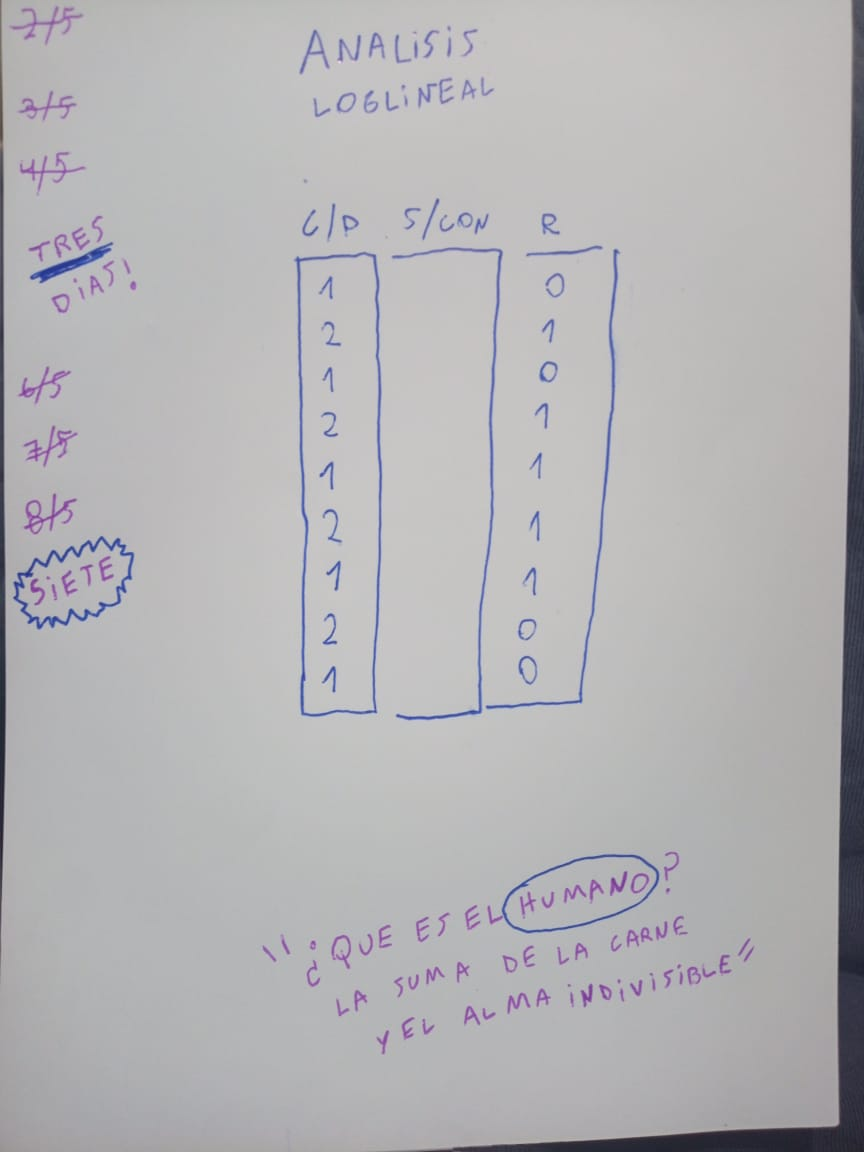 2/5
3/5
4/5
TRES
DiAS!
6/5
7/5
8/5
SiETE
ANALiSiS
LOGLiNEAL
C/D S/CON R
1 0
2 1
1 0
2 1
1 1
2 1
1 1
2 0
1 0
"¿QUE ES EL HUMANO?
LA SUMA DE LA CARNE
Y EL ALMA iNDiViSiBLE"